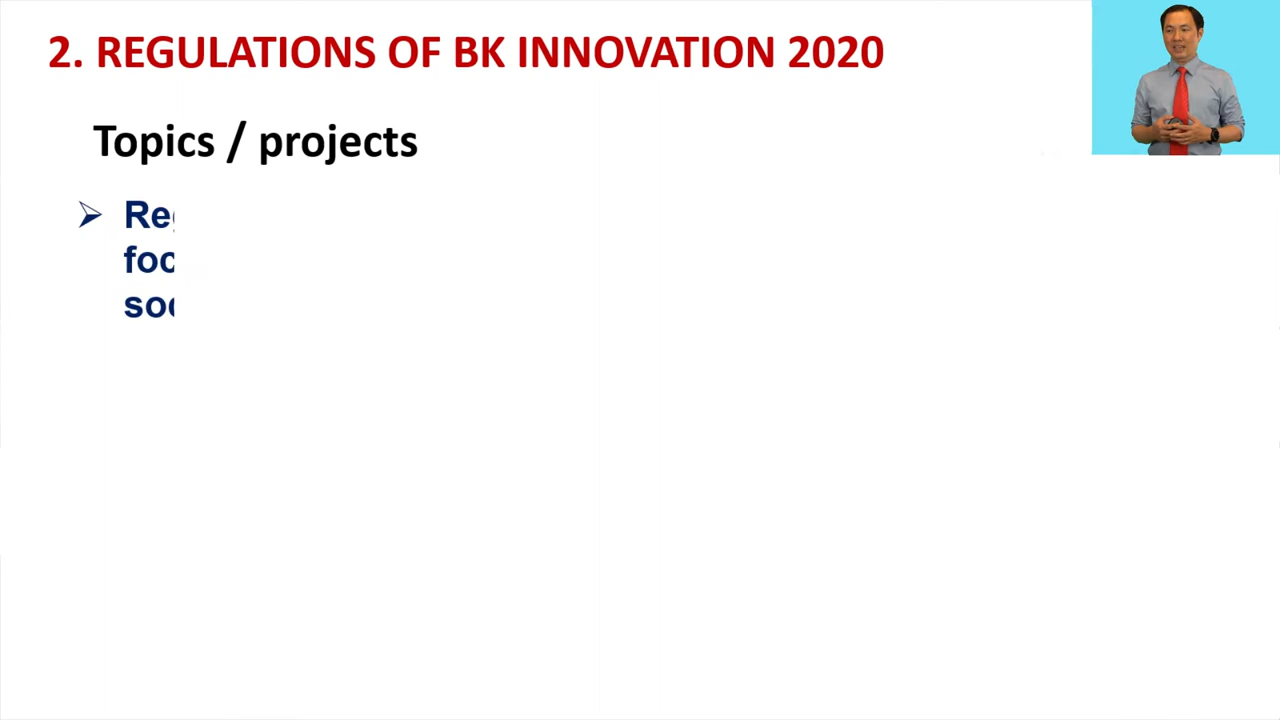 2. REGULATIONS OF BK INNOVATION 2020
Topics / projects